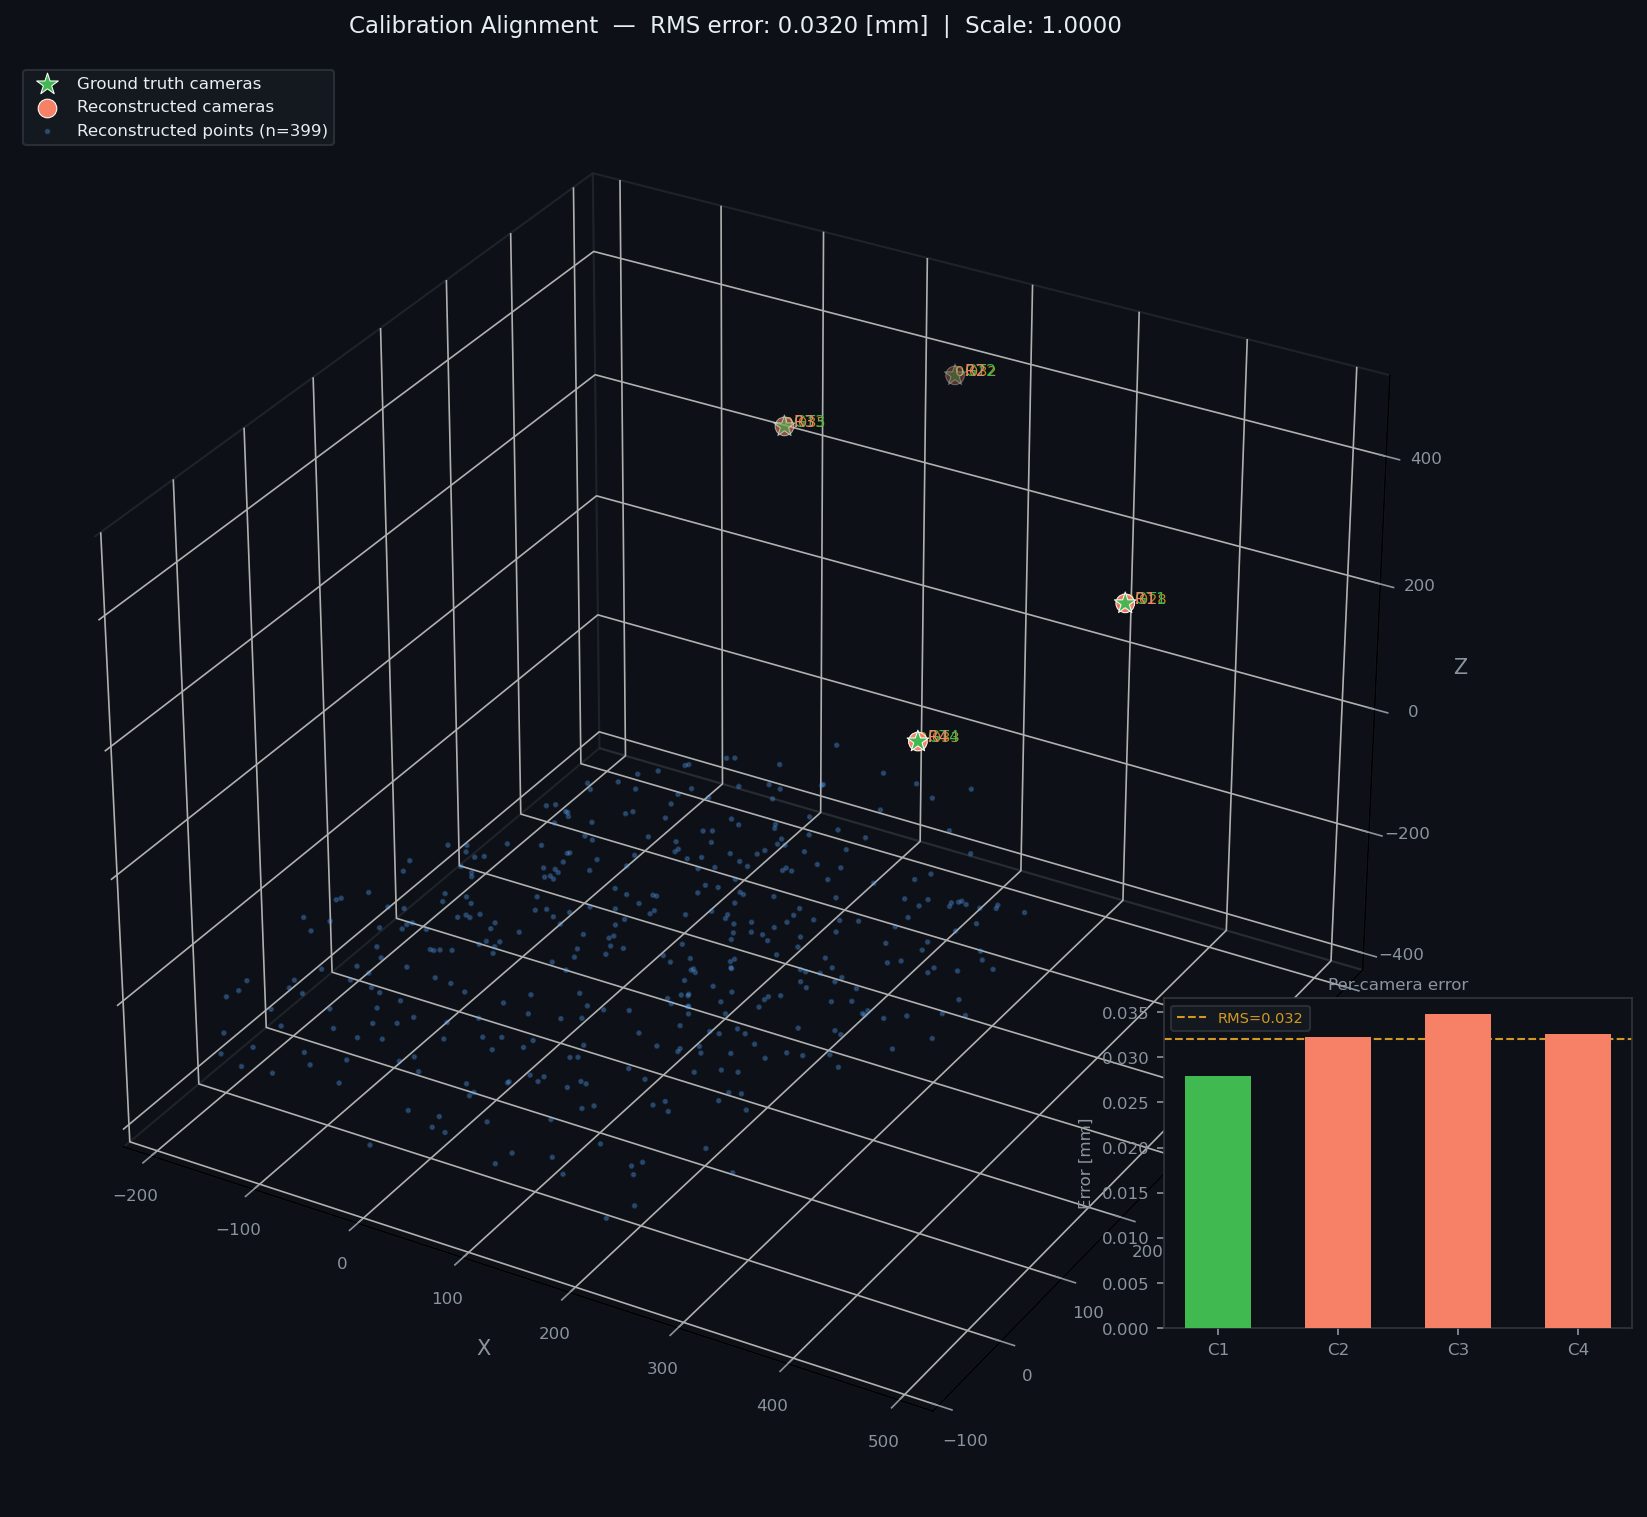 Calibration Alignment — RMS error: 0.0320 [mm] | Scale: 1.0000
Ground truth cameras
Reconstructed cameras
Reconstructed points (n=399)
400
200
0
−200
−400
Z
−200
−100
0
100
200
300
400
500
X
−100
0
100
200
Per-camera error
RMS=0.032
Error [mm]
0.035
0.030
0.025
0.020
0.015
0.010
0.005
0.000
C1
C2
C3
C4